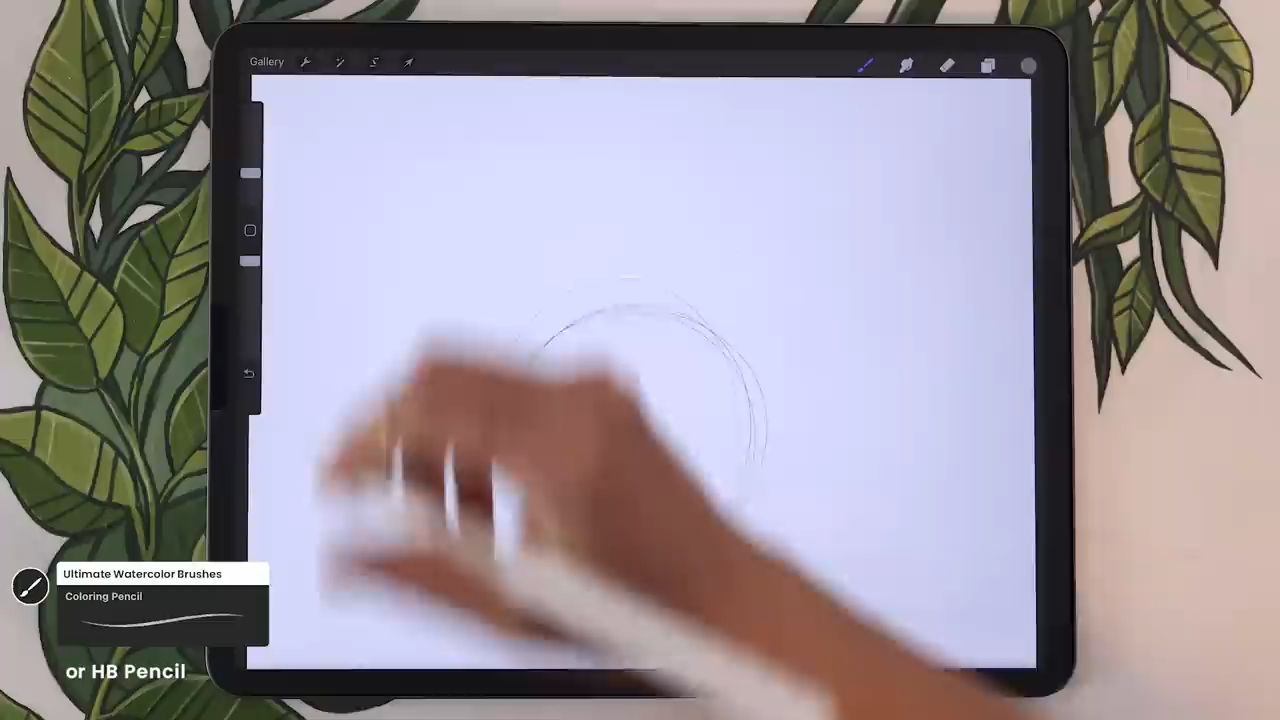 Gallery
Ultimate Watercolor Brushes
Coloring Pencil
or HB Pencil